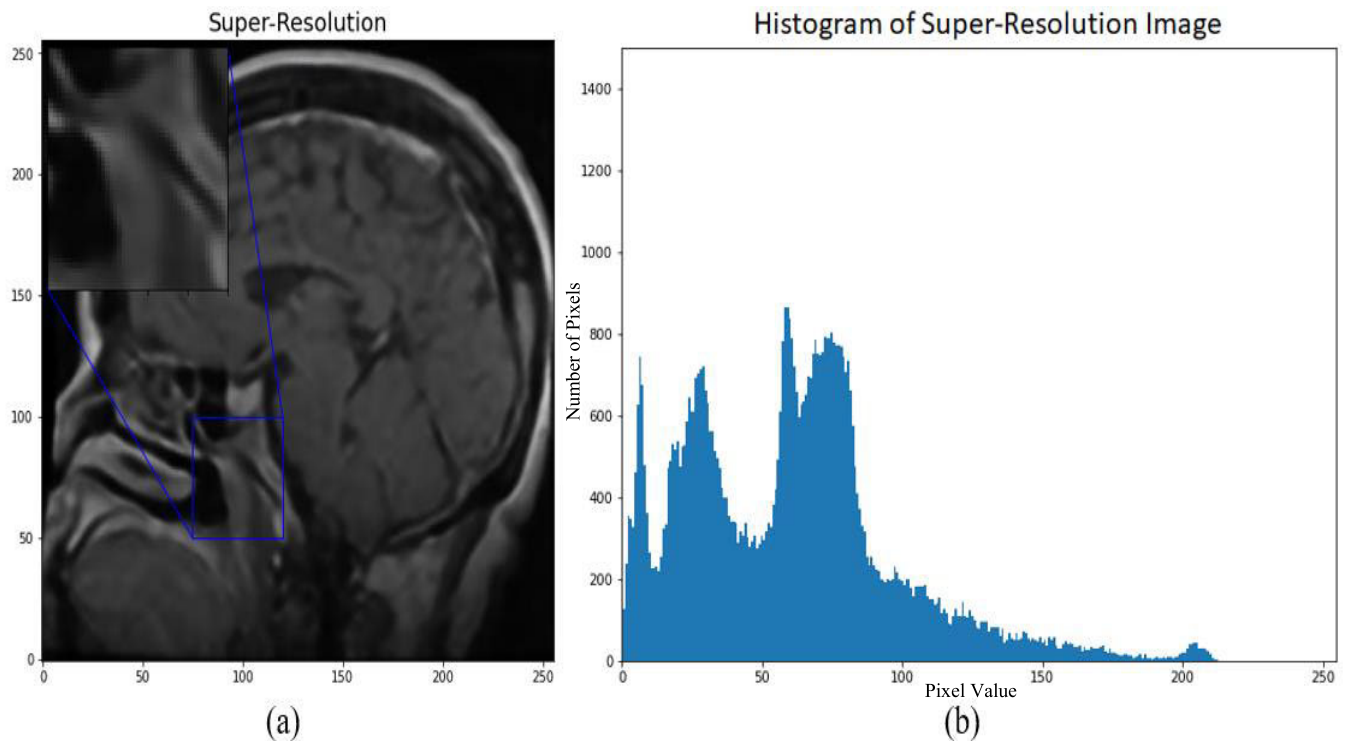 Super-Resolution
250
200
150
100
50
0
0 50 100 150 200 250
(a)
Histogram of Super-Resolution Image
Number of Pixels
1400
1200
1000
800
600
400
200
0
0 50 100 150 200 250
Pixel Value
(b)